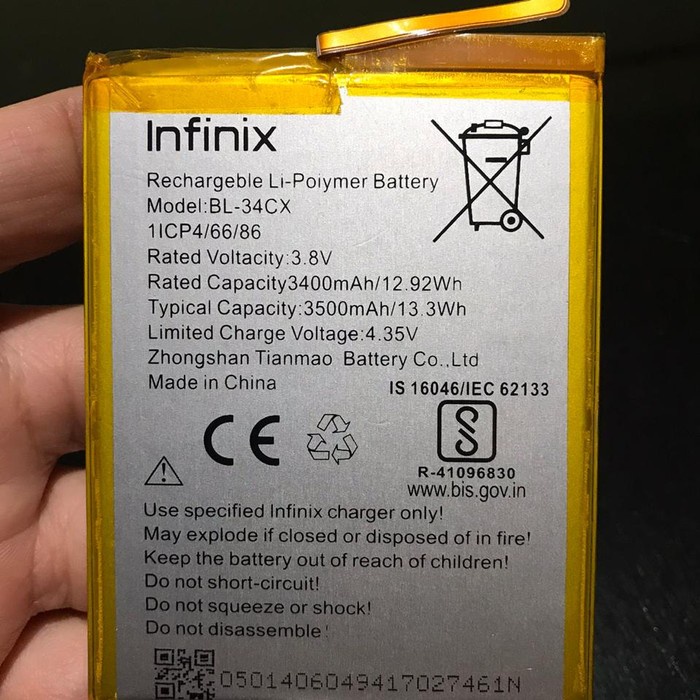 Infinix
Rechargeble Li-Poiymer Battery
Model:BL-34CX
1ICP4/66/86
Rated Voltacity:3.8V
Rated Capacity3400mAh/12.92Wh
Typical Capacity:3500mAh/13.3Wh
Limited Charge Voltage:4.35V
Zhongshan Tianmao Battery Co.,Ltd
Made in China
IS 16046/IEC 62133
CE
R-41096830
www.bis.gov.in
Use specified Infinix charger only!
May explode if closed or disposed of in fire!
Keep the battery out of reach of children!
Do not short-circuit!
Do not squeeze or shock!
Do not disassemble!
0501406049417027461N